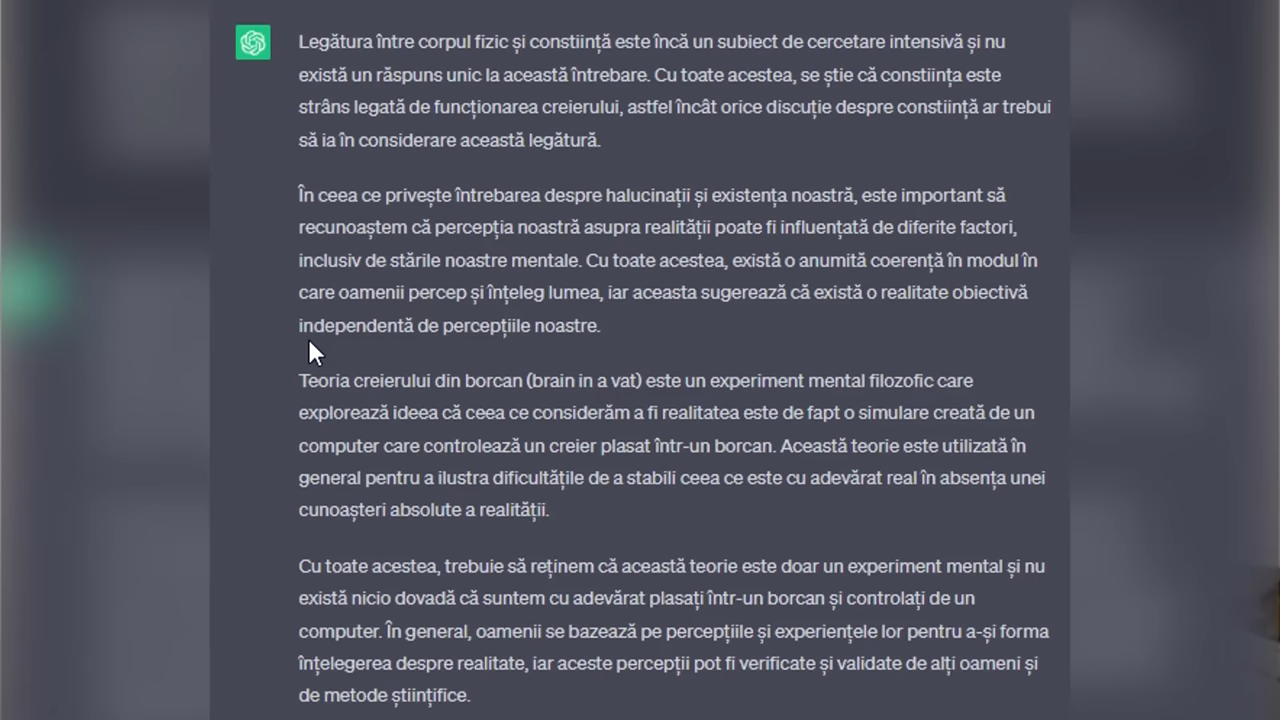 Legătura între corpul fizic și constiință este încă un subiect de cercetare intensivă și nu
există un răspuns unic la această întrebare. Cu toate acestea, se știe că constiința este
strâns legată de funcționarea creierului, astfel încât orice discuție despre constiință ar trebui
să ia în considerare această legătură.
În ceea ce privește întrebarea despre halucinații și existența noastră, este important să
recunoaștem că percepția noastră asupra realității poate fi influențată de diferite factori,
inclusiv de stările noastre mentale. Cu toate acestea, există o anumită coerență în modul în
care oamenii percep și înțeleg lumea, iar aceasta sugerează că există o realitate obiectivă
independentă de percepțiile noastre.
Teoria creierului din borcan (brain in a vat) este un experiment mental filozofic care
explorează ideea că ceea ce considerăm a fi realitatea este de fapt o simulare creată de un
computer care controlează un creier plasat într-un borcan. Această teorie este utilizată în
general pentru a ilustra dificultățile de a stabili ceea ce este cu adevărat real în absența unei
cunoașteri absolute a realității.
Cu toate acestea, trebuie să reținem că această teorie este doar un experiment mental și nu
există nicio dovadă că suntem cu adevărat plasați într-un borcan și controlați de un
computer. În general, oamenii se bazează pe percepțiile și experiențele lor pentru a-și forma
înțelegerea despre realitate, iar aceste percepții pot fi verificate și validate de alți oameni și
de metode științifice.